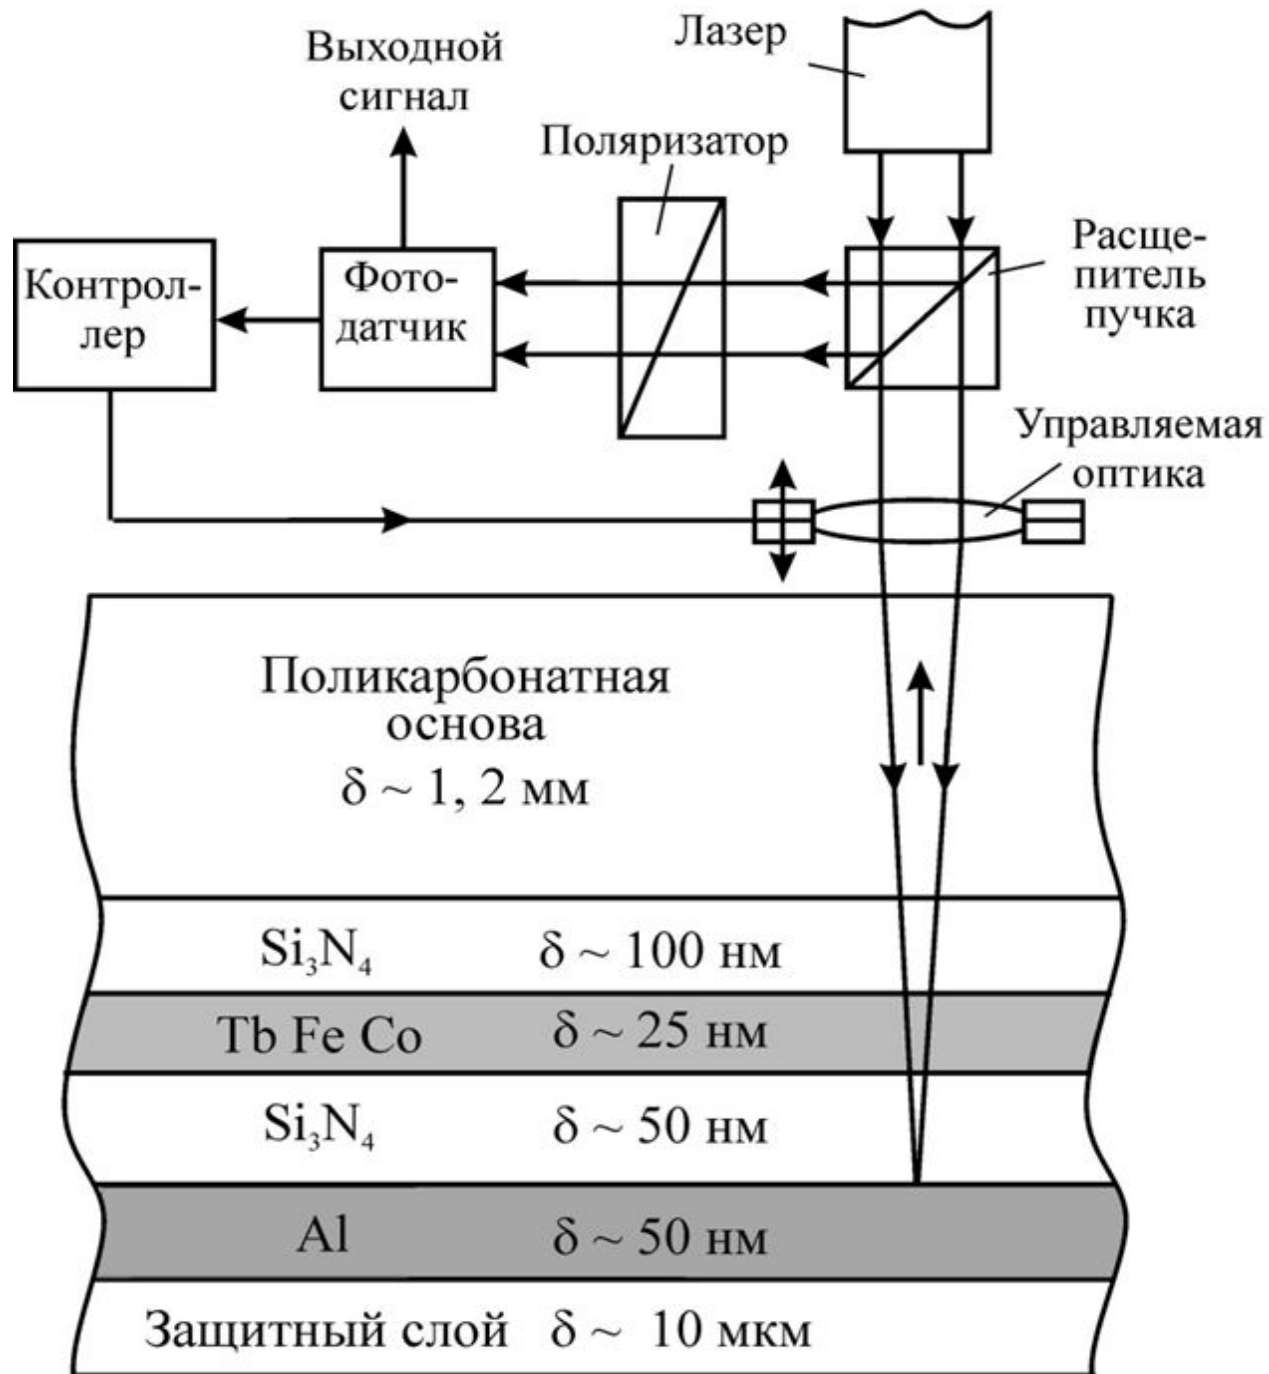 Лазер
Выходной
сигнал
Поляризатор
Расще-
питель
пучка
Контрол-
лер
Фото-
датчик
Управляемая
оптика
Поликарбонатная
основа
δ ~ 1, 2 мм
Si₃N₄ δ ~ 100 нм
Tb Fe Co δ ~ 25 нм
Si₃N₄ δ ~ 50 нм
Al δ ~ 50 нм
Защитный слой δ ~ 10 мкм